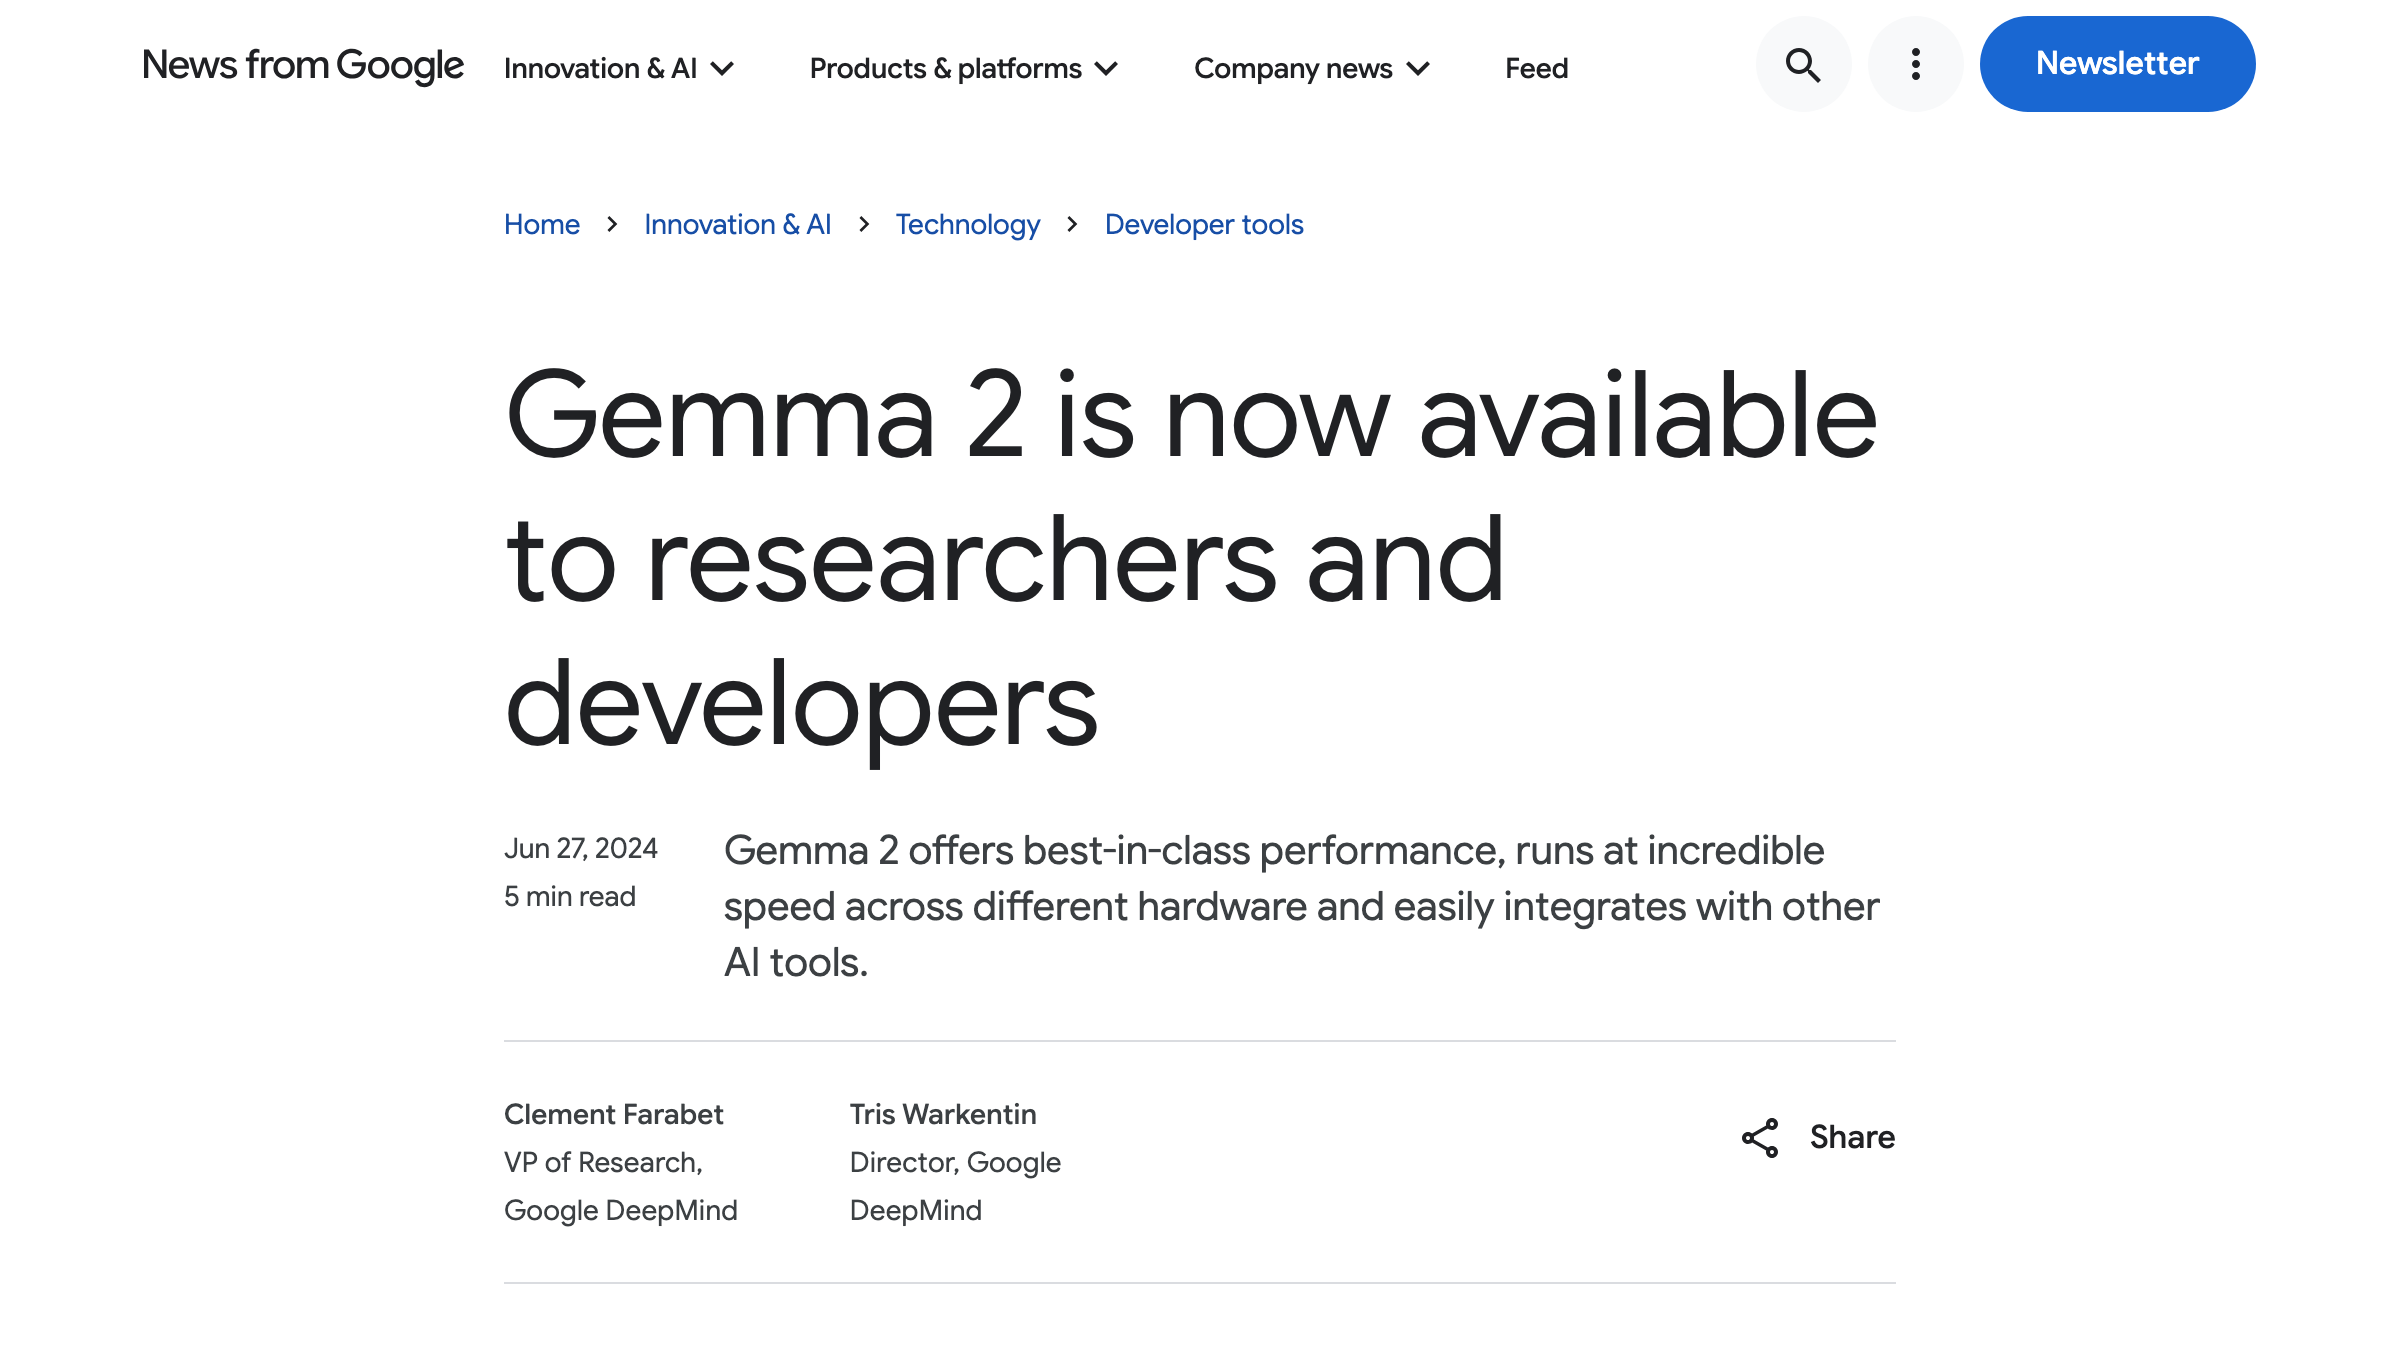 News from Google
Innovation & AI
Products & platforms
Company news
Feed
Newsletter
Home
Innovation & AI
Technology
Developer tools
Gemma 2 is now available
to researchers and
developers
Jun 27, 2024
5 min read
Gemma 2 offers best-in-class performance, runs at incredible
speed across different hardware and easily integrates with other
AI tools.
Clement Farabet
VP of Research,
Google DeepMind
Tris Warkentin
Director, Google
DeepMind
Share